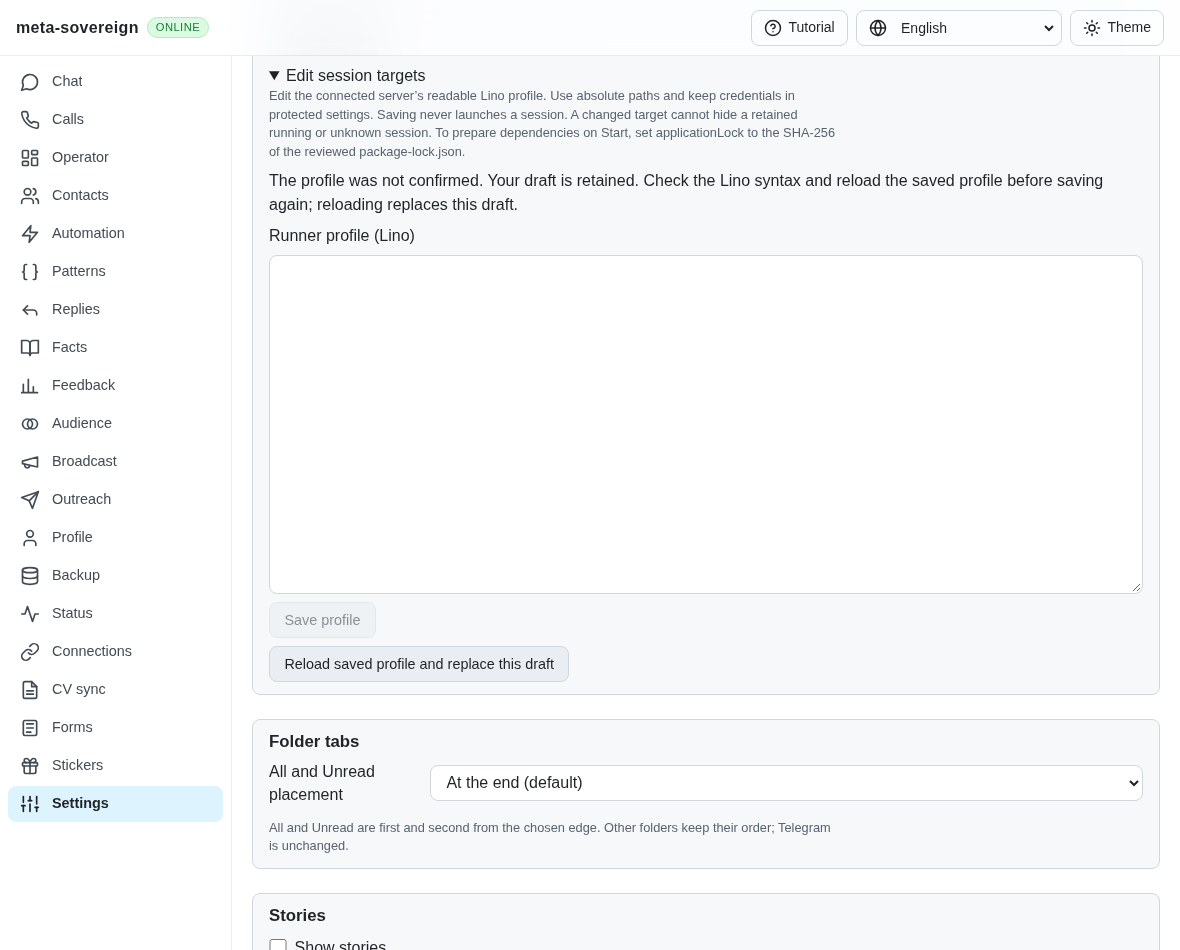 meta-sovereign ONLINE
Tutorial
English
Theme
Chat
Calls
Operator
Contacts
Automation
Patterns
Replies
Facts
Feedback
Audience
Broadcast
Outreach
Profile
Backup
Status
Connections
CV sync
Forms
Stickers
Settings
Edit session targets
Edit the connected server’s readable Lino profile. Use absolute paths and keep credentials in
protected settings. Saving never launches a session. A changed target cannot hide a retained
running or unknown session. To prepare dependencies on Start, set applicationLock to the SHA-256
of the reviewed package-lock.json.
The profile was not confirmed. Your draft is retained. Check the Lino syntax and reload the saved profile before saving
again; reloading replaces this draft.
Runner profile (Lino)
Save profile
Reload saved profile and replace this draft
Folder tabs
All and Unread
placement
At the end (default)
All and Unread are first and second from the chosen edge. Other folders keep their order; Telegram
is unchanged.
Stories
Show stories